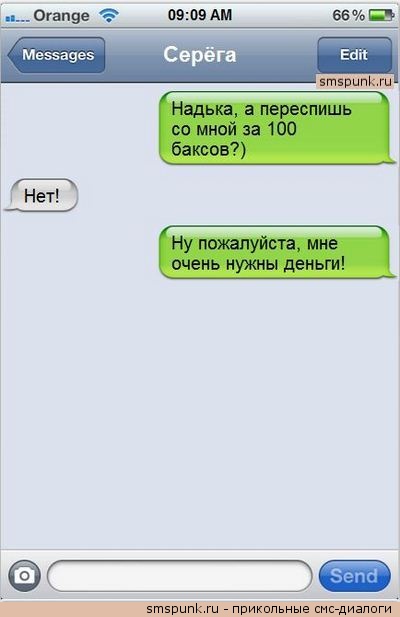 Orange 09:09 AM 66%
Messages Серёга Edit
smspunk.ru
Надька, а переспишь
со мной за 100
баксов?)
Нет!
Ну пожалуйста, мне
очень нужны деньги!
Send
smspunk.ru - прикольные смс-диалоги